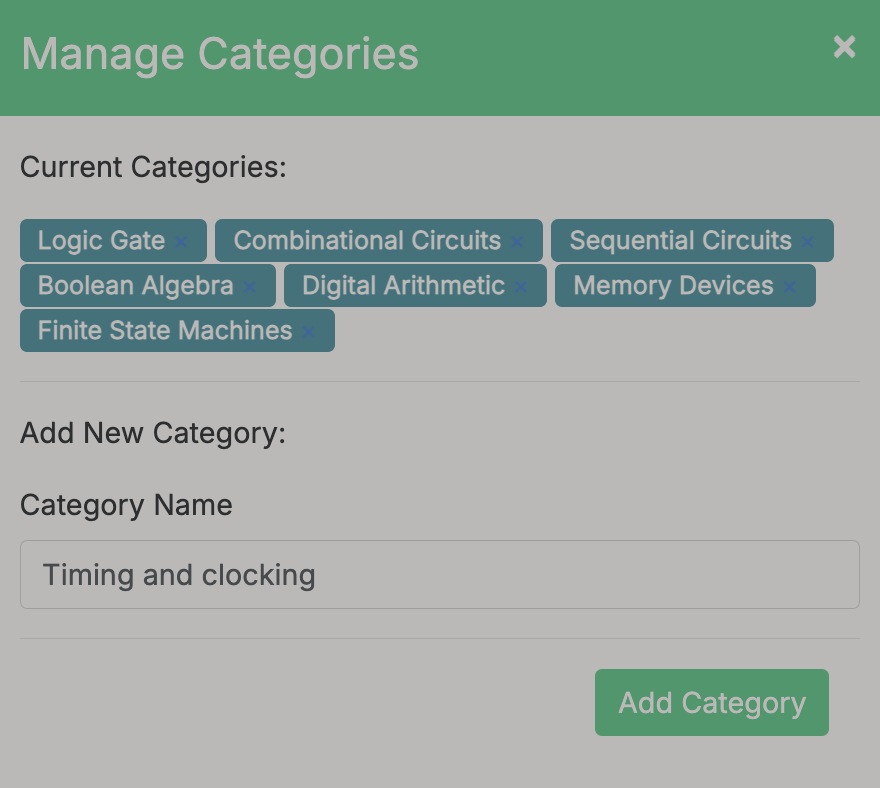 Manage Categories ×
Current Categories:
Logic Gate × Combinational Circuits × Sequential Circuits ×
Boolean Algebra × Digital Arithmetic × Memory Devices ×
Finite State Machines ×
Add New Category:
Category Name
Timing and clocking
Add Category